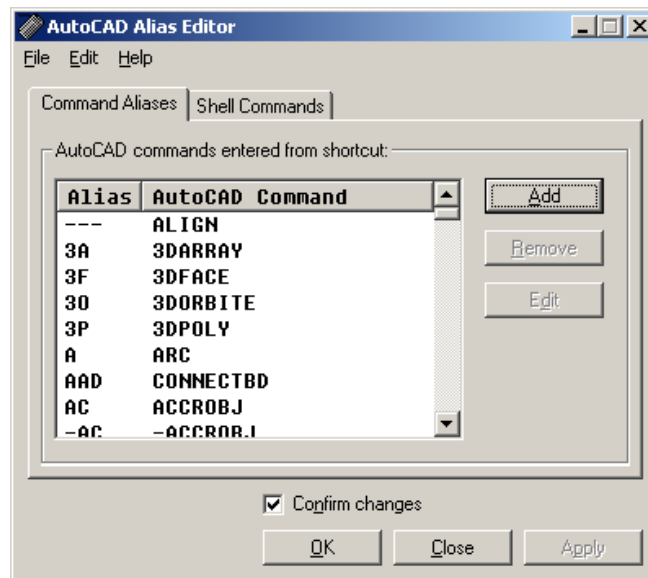 AutoCAD Alias Editor
File Edit Help
Command Aliases Shell Commands
AutoCAD commands entered from shortcut:
Alias AutoCAD Command
--- ALIGN
3A 3DARRAY
3F 3DFACE
3O 3DORBITE
3P 3DPOLY
A ARC
AAD CONNECTBD
AC ACCROBJ
-AC -ACCROBJ
Add
Remove
Edit
Confirm changes
OK Close Apply